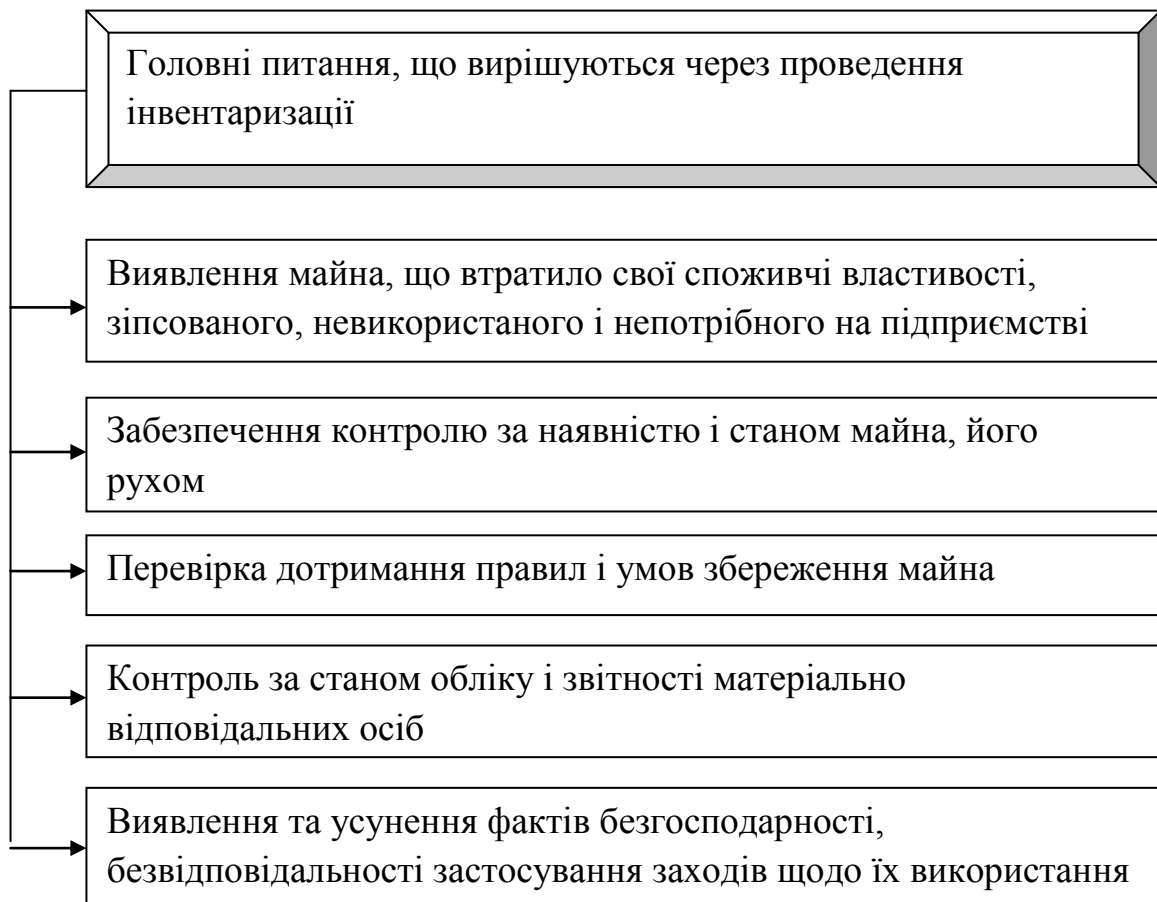 Головні питання, що вирішуються через проведення
інвентаризації
Виявлення майна, що втратило свої споживчі властивості,
зіпсованого, невикористаного і непотрібного на підприємстві
Забезпечення контролю за наявністю і станом майна, його
рухом
Перевірка дотримання правил і умов збереження майна
Контроль за станом обліку і звітності матеріально
відповідальних осіб
Виявлення та усунення фактів безгосподарності,
безвідповідальності застосування заходів щодо їх використання